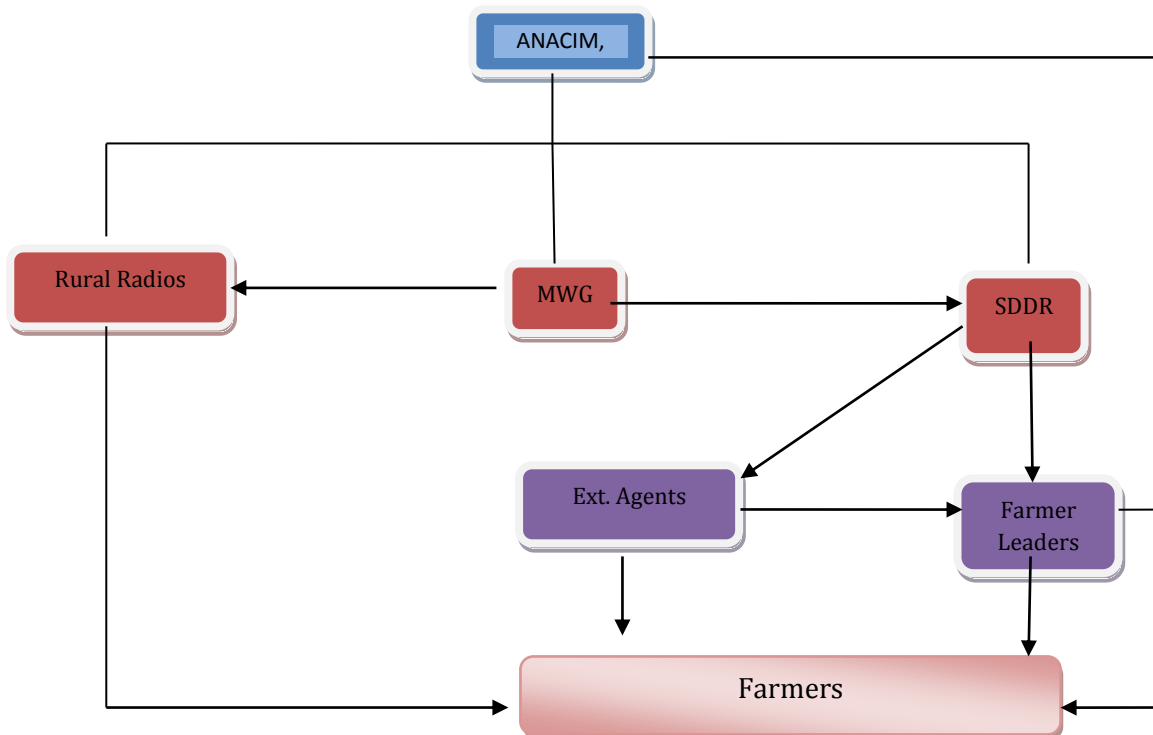 ANACIM,
Rural Radios
MWG
SDDR
Ext. Agents
Farmer
Leaders
Farmers